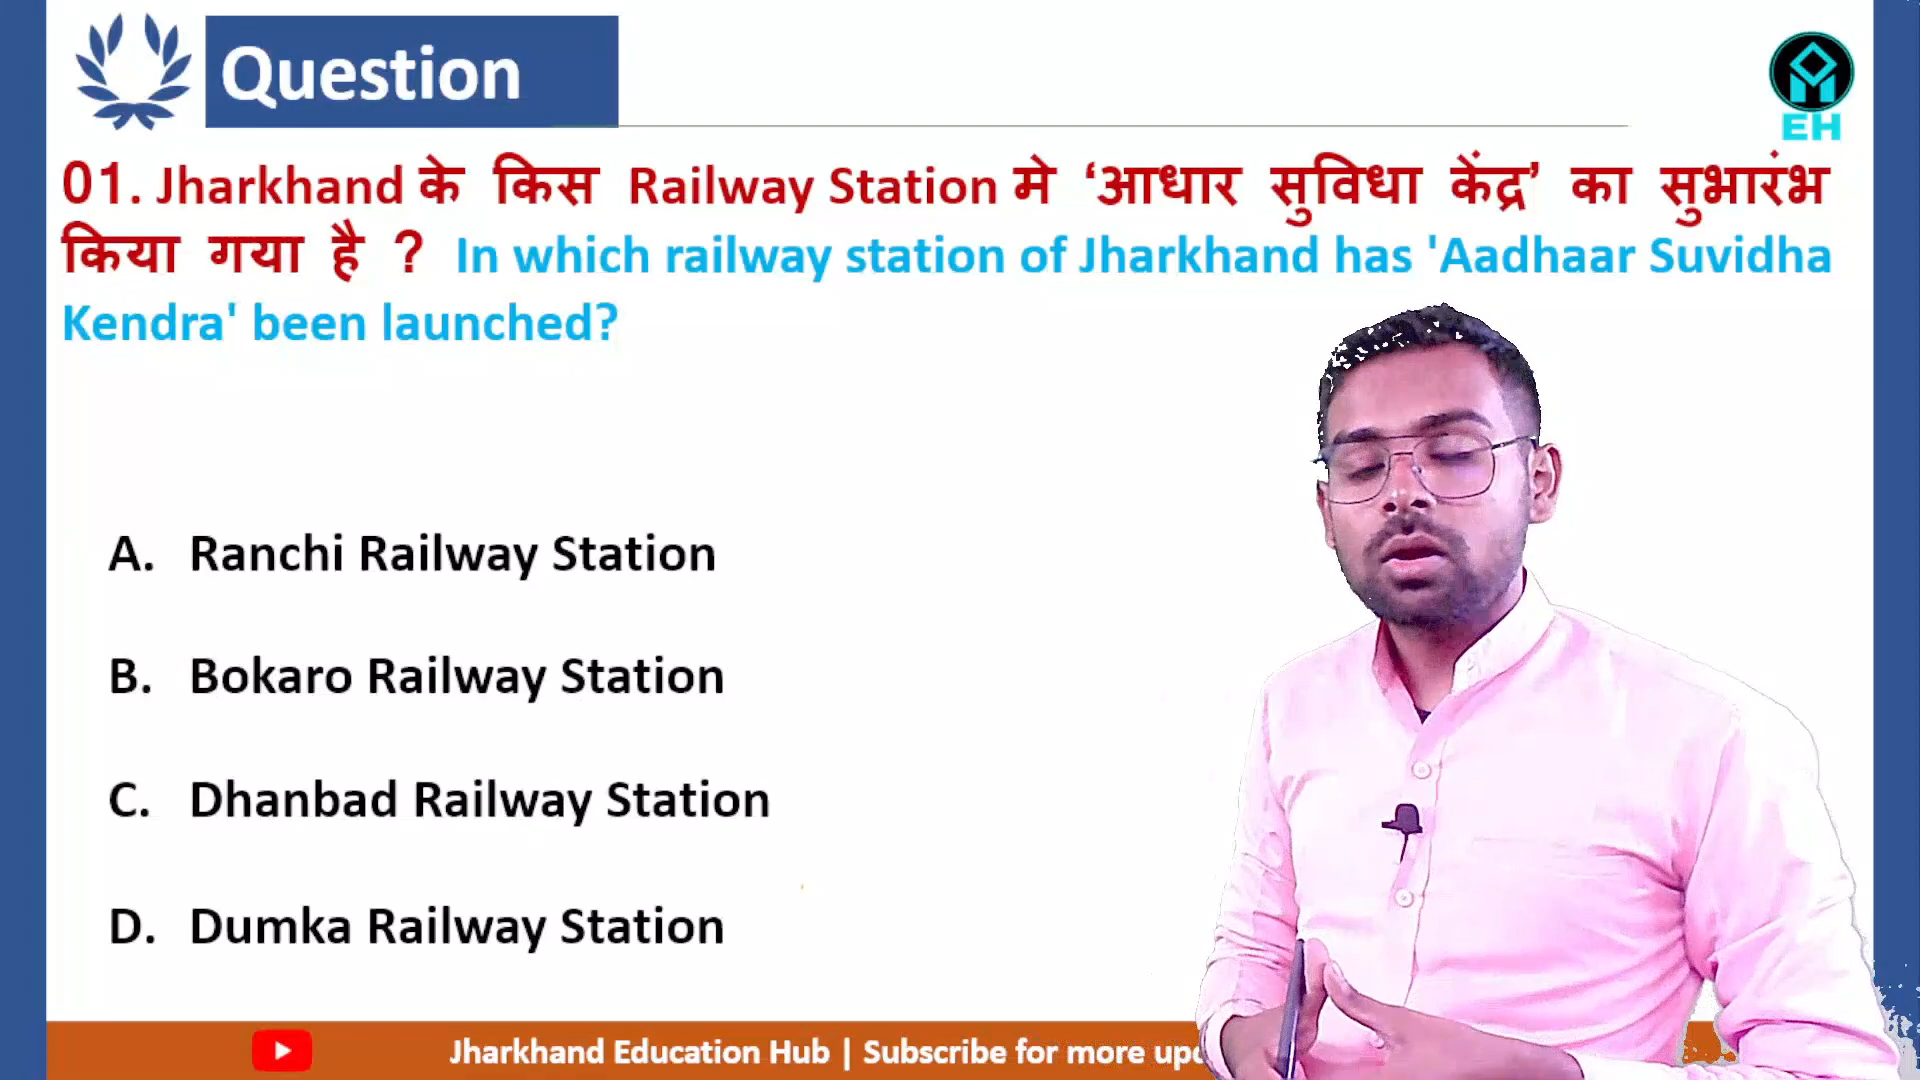 Question
EH
01. Jharkhand के किस Railway Station मे ‘आधार सुविधा केंद्र’ का सुभारंभ
किया गया है ? In which railway station of Jharkhand has 'Aadhaar Suvidha
Kendra' been launched?
A. Ranchi Railway Station
B. Bokaro Railway Station
C. Dhanbad Railway Station
D. Dumka Railway Station
Jharkhand Education Hub | Subscribe for more